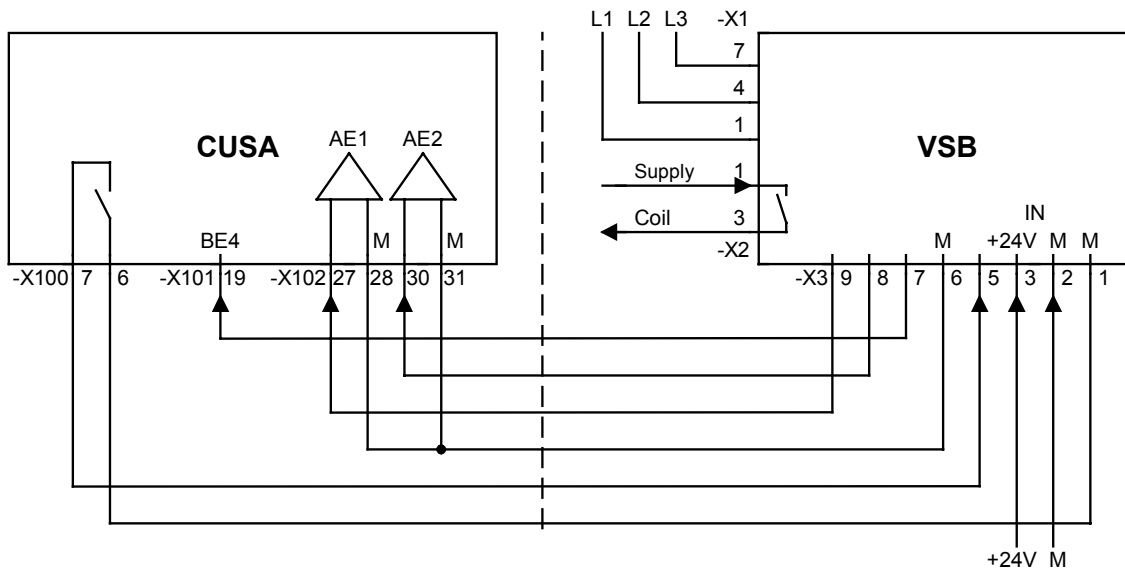 L1 L2 L3 -X1
7
4
1
CUSA AE1 AE2 VSB
Supply 1
Coil 3
-X2
IN
BE4 M M M +24V M M
-X100 7 6 -X101 19 -X102 27 28 30 31 -X3 9 8 7 6 5 3 2 1
+24V M